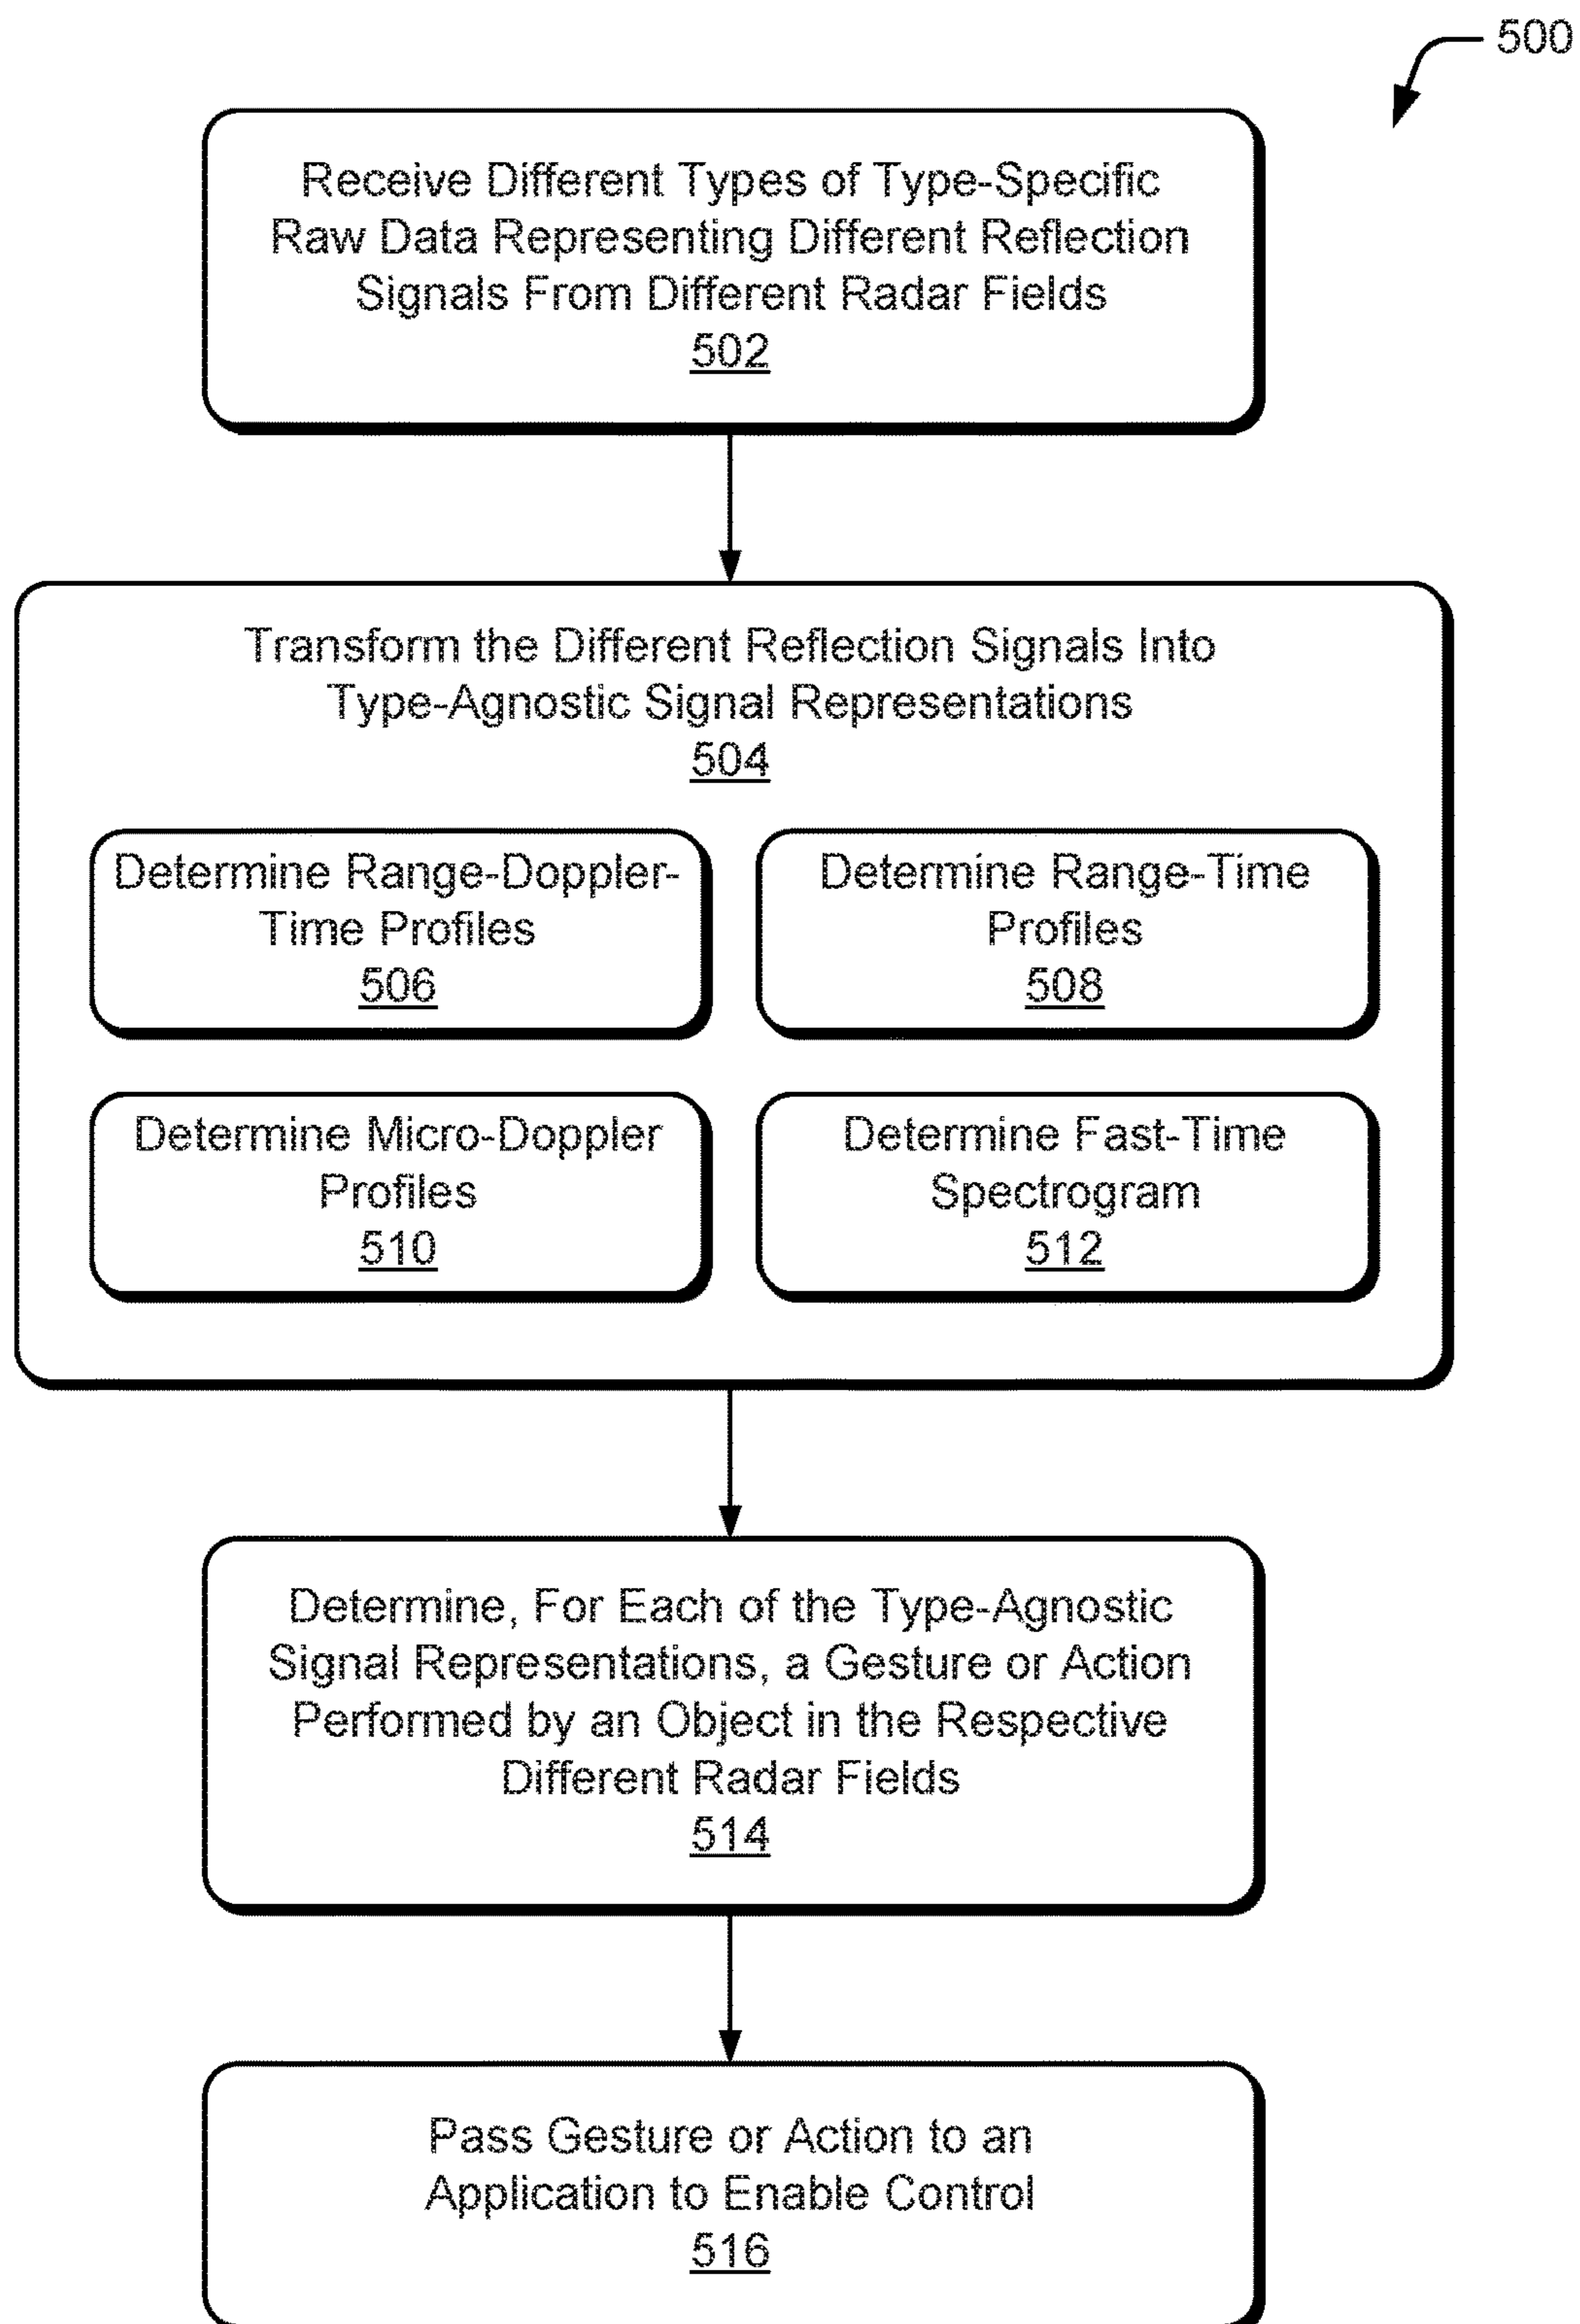 500
Receive Different Types of Type-Specific
Raw Data Representing Different Reflection
Signals From Different Radar Fields
502
Transform the Different Reflection Signals Into
Type-Agnostic Signal Representations
504
Determine Range-Doppler-
Time Profiles
506
Determine Range-Time
Profiles
508
Determine Micro-Doppler
Profiles
510
Determine Fast-Time
Spectrogram
512
Determine, For Each of the Type-Agnostic
Signal Representations, a Gesture or Action
Performed by an Object in the Respective
Different Radar Fields
514
Pass Gesture or Action to an
Application to Enable Control
516